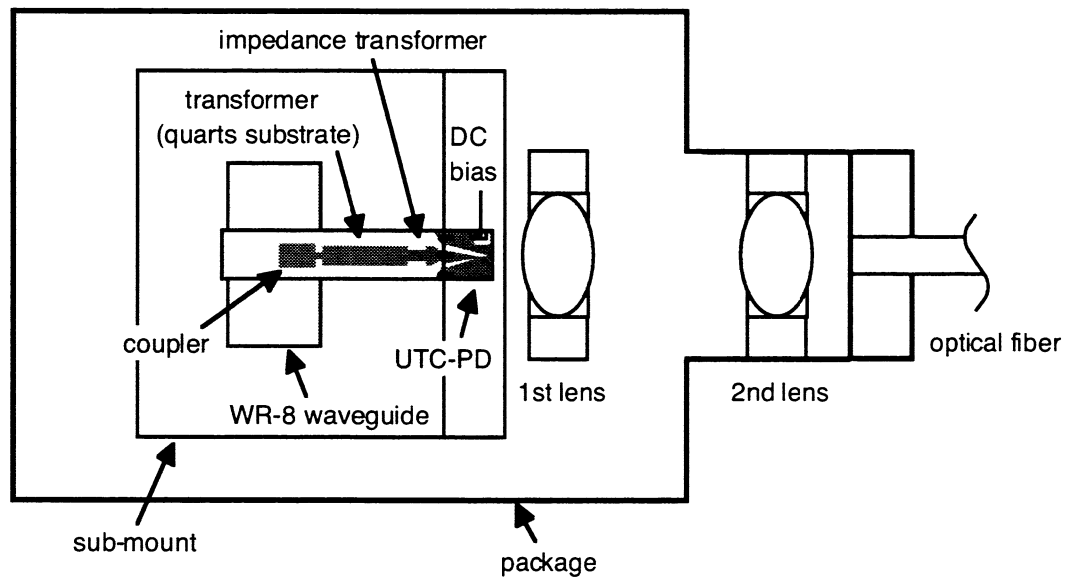 impedance transformer
transformer
(quarts substrate)
DC
bias
coupler
UTC-PD
optical fiber
1st lens
2nd lens
WR-8 waveguide
sub-mount
package